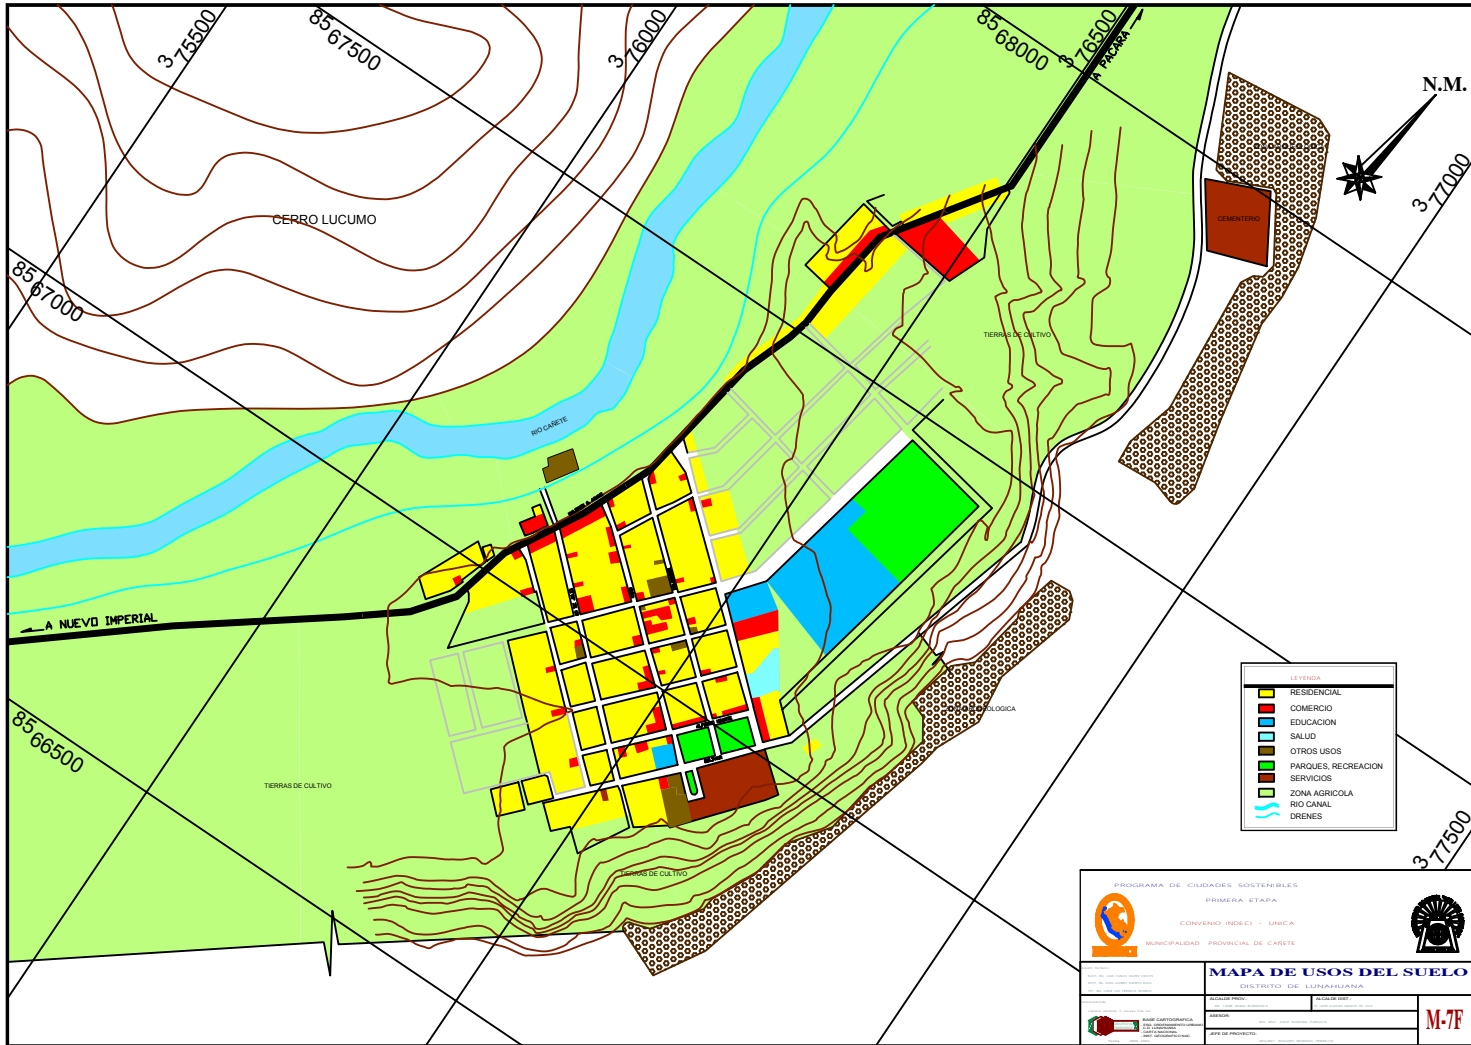 3 75500
85 67500
3 76000
85 68000
3 76500
A PACARA
N.M.
3 77000
CERRO LUCUMO
CEMENTERIO
85 67000
TIERRAS DE CULTIVO
RIO CAÑETE
A NUEVO IMPERIAL
85 66500
TIERRAS DE CULTIVO
TIERRAS DE CULTIVO
3 77500
LEYENDA
RESIDENCIAL
COMERCIO
EDUCACION
SALUD
OTROS USOS
PARQUES, RECREACION
SERVICIOS
ZONA AGRICOLA
RIO CANAL
DRENES
PROGRAMA DE CIUDADES SOSTENIBLES
PRIMERA ETAPA
CONVENIO INDECI - UNICA
MUNICIPALIDAD PROVINCIAL DE CAÑETE
MAPA DE USOS DEL SUELO
DISTRITO DE LUNAHUANA
ALCALDE PROV.:
ALCALDE DIST.:
ASESOR:
JEFE DE PROYECTO:
BASE CARTOGRAFICA
M-7F